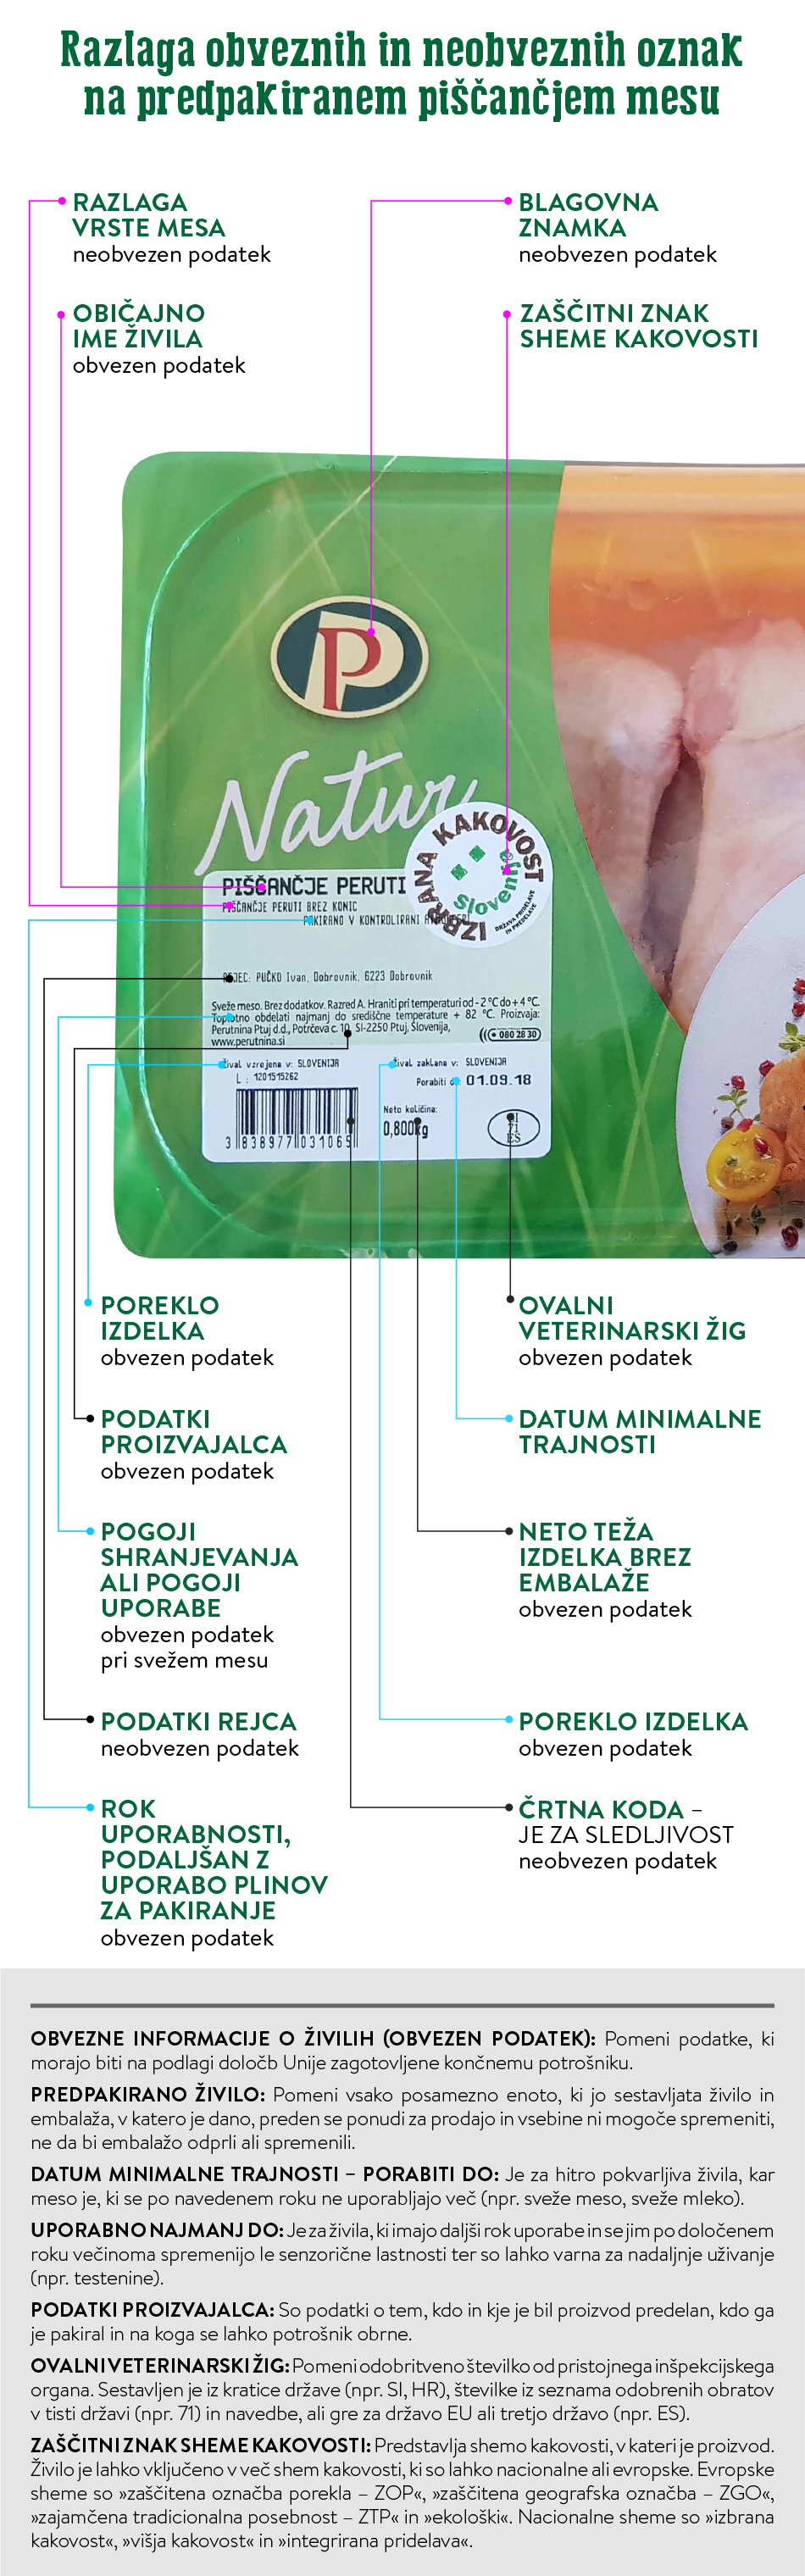 Razlaga obveznih in neobveznih oznak
na predpakiranem piščančjem mesu
RAZLAGA
VRSTE MESA
neobvezen podatek
BLAGOVNA
ZNAMKA
neobvezen podatek
OBIČAJNO
IME ŽIVILA
obvezen podatek
ZAŠČITNI ZNAK
SHEME KAKOVOSTI
P
Natur
IZBRANA KAKOVOST
Slovenija
DRŽAVA PRIDELAVE
IN PREDELAVE
PIŠČANČJE PERUTI
PIŠČANČJE PERUTI BREZ KONIC
PAKIRANO V KONTROLIRANI
REJEC: PUČKO Ivan, Dobrovnik, 6223 Dobrovnik
Sveže meso. Brez dodatkov. Razred A. Hraniti pri temperaturi od - 2 °C do + 4 °C.
Toplotno obdelati najmanj do središčne temperature + 82 °C. Proizvaja:
Perutnina Ptuj d.d., Potrčeva c. 10, SI-2250 Ptuj, Slovenija,
www.perutnina.si
080 28 30
Žival vzrejena v: SLOVENIJA
Žival zaklana v: SLOVENIJA
L : 1201515262
Porabiti do: 01.09.18
Neto količina:
0,800kg
3 838977 031065
SI
71
ES
POREKLO
IZDELKA
obvezen podatek
OVALNI
VETERINARSKI ŽIG
obvezen podatek
PODATKI
PROIZVAJALCA
obvezen podatek
DATUM MINIMALNE
TRAJNOSTI
POGOJI
SHRANJEVANJA
ALI POGOJI
UPORABE
obvezen podatek
pri svežem mesu
NETO TEŽA
IZDELKA BREZ
EMBALAŽE
obvezen podatek
PODATKI REJCA
neobvezen podatek
POREKLO IZDELKA
obvezen podatek
ROK
UPORABNOSTI,
PODALJŠAN Z
UPORABO PLINOV
ZA PAKIRANJE
obvezen podatek
ČRTNA KODA –
JE ZA SLEDLJIVOST
neobvezen podatek
OBVEZNE INFORMACIJE O ŽIVILIH (OBVEZEN PODATEK): Pomeni podatke, ki
morajo biti na podlagi določb Unije zagotovljene končnemu potrošniku.
PREDPAKIRANO ŽIVILO: Pomeni vsako posamezno enoto, ki jo sestavljata živilo in
embalaža, v katero je dano, preden se ponudi za prodajo in vsebine ni mogoče spremeniti,
ne da bi embalažo odprli ali spremenili.
DATUM MINIMALNE TRAJNOSTI – PORABITI DO: Je za hitro pokvarljiva živila, kar
meso je, ki se po navedenem roku ne uporabljajo več (npr. sveže meso, sveže mleko).
UPORABNO NAJMANJ DO: Je za živila, ki imajo daljši rok uporabe in se jim po določenem
roku večinoma spremenijo le senzorične lastnosti ter so lahko varna za nadaljnje uživanje
(npr. testenine).
PODATKI PROIZVAJALCA: So podatki o tem, kdo in kje je bil proizvod predelan, kdo ga
je pakiral in na koga se lahko potrošnik obrne.
OVALNI VETERINARSKI ŽIG: Pomeni odobritveno številko od pristojnega inšpekcijskega
organa. Sestavljen je iz kratice države (npr. SI, HR), številke iz seznama odobrenih obratov
v tisti državi (npr. 71) in navedbe, ali gre za državo EU ali tretjo državo (npr. ES).
ZAŠČITNI ZNAK SHEME KAKOVOSTI: Predstavlja shemo kakovosti, v kateri je proizvod.
Živilo je lahko vključeno v več shem kakovosti, ki so lahko nacionalne ali evropske. Evropske
sheme so »zaščitena označba porekla – ZOP«, »zaščitena geografska označba – ZGO«,
»zajamčena tradicionalna posebnost – ZTP« in »ekološki«. Nacionalne sheme so »izbrana
kakovost«, »višja kakovost« in »integrirana pridelava«.